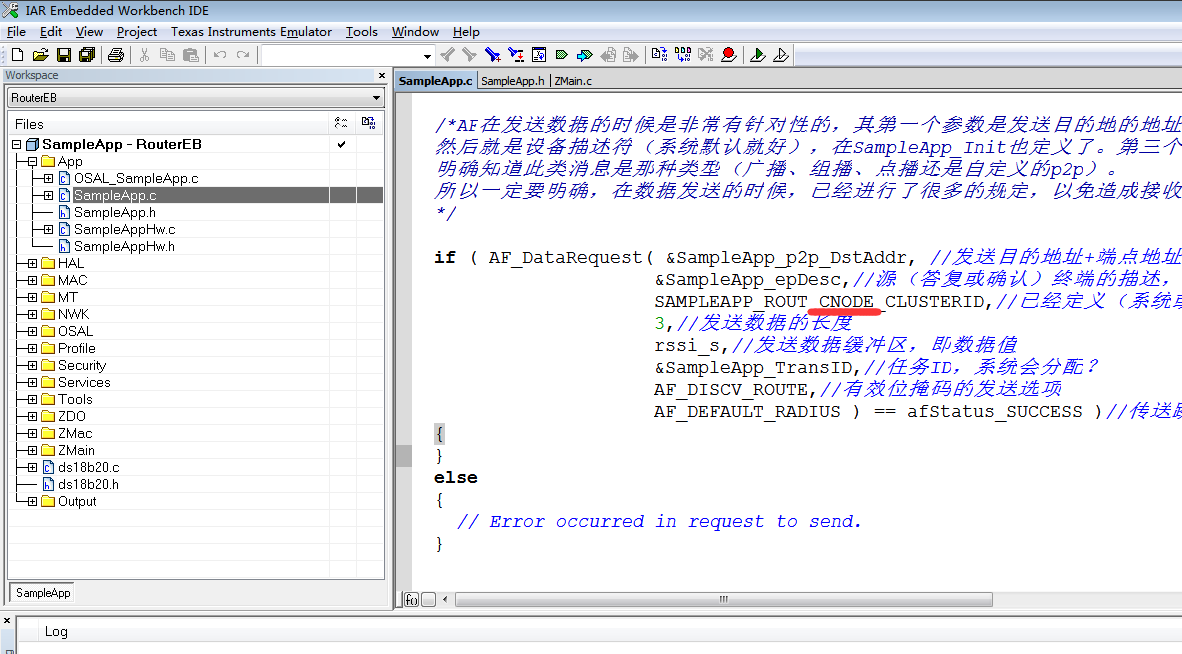 IAR Embedded Workbench IDE
File Edit View Project Texas Instruments Emulator Tools Window Help
Workspace
RouterEB
Files
SampleApp - RouterEB
App
OSAL_SampleApp.c
SampleApp.c
SampleApp.h
SampleAppHw.c
SampleAppHw.h
HAL
MAC
MT
NWK
OSAL
Profile
Security
Services
Tools
ZDO
ZMac
ZMain
ds18b20.c
ds18b20.h
Output
SampleApp
SampleApp.c SampleApp.h ZMain.c
/*AF在发送数据的时候是非常有针对性的，其第一个参数是发送目的地的地址
然后就是设备描述符（系统默认就好），在SampleApp_Init也定义了。第三个
明确知道此类消息是那种类型（广播、组播、点播还是自定义的p2p）。
所以一定要明确，在数据发送的时候，已经进行了很多的规定，以免造成接收
*/
if ( AF_DataRequest( &SampleApp_p2p_DstAddr, //发送目的地址+端点地址
&SampleApp_epDesc,//源（答复或确认）终端的描述，
SAMPLEAPP_ROUT_CNODE_CLUSTERID,//已经定义（系统或
3,//发送数据的长度
rssi_s,//发送数据缓冲区，即数据值
&SampleApp_TransID,//任务ID，系统会分配？
AF_DISCV_ROUTE,//有效位掩码的发送选项
AF_DEFAULT_RADIUS ) == afStatus_SUCCESS )//传送
{
}
else
{
// Error occurred in request to send.
}
f()
Log